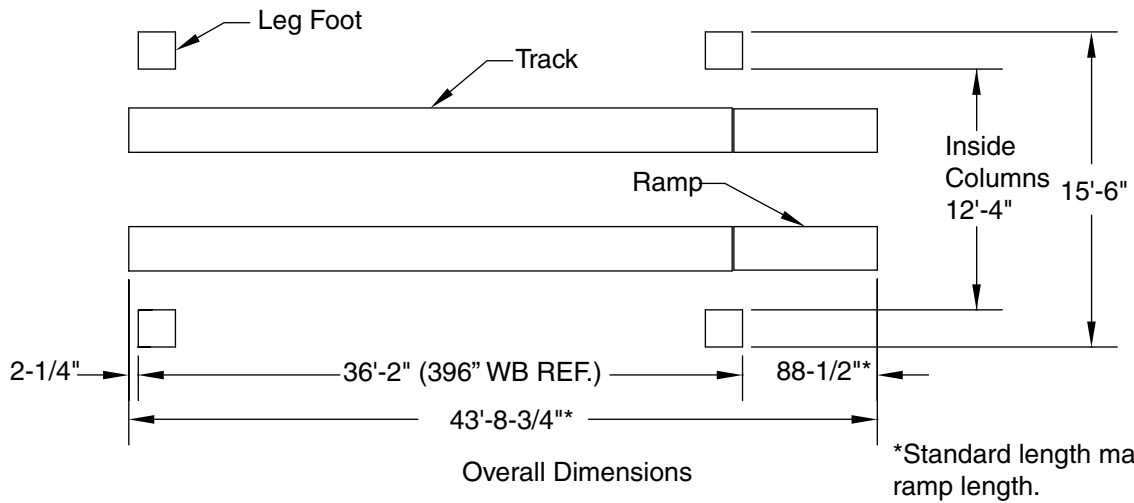 Leg Foot
Track
Ramp
Inside
Columns
12'-4"
15'-6"
2-1/4"
36'-2" (396” WB REF.)
88-1/2"*
43'-8-3/4"*
Overall Dimensions
*Standard length ma
ramp length.